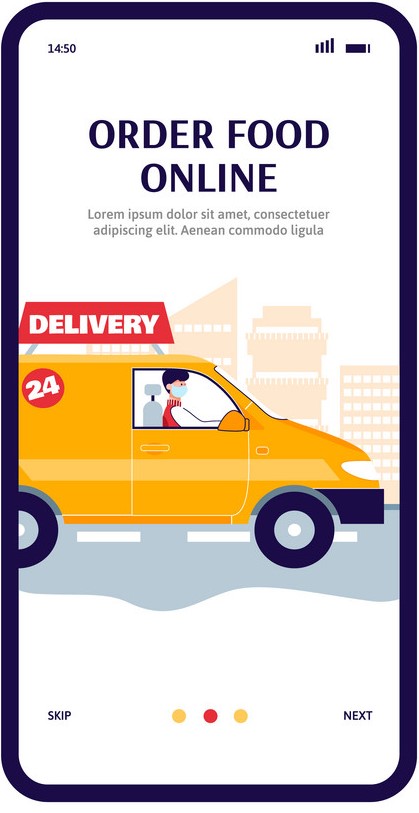 14:50
ORDER FOOD
ONLINE
Lorem ipsum dolor sit amet, consectetuer
adipiscing elit. Aenean commodo ligula
DELIVERY
24
SKIP
NEXT